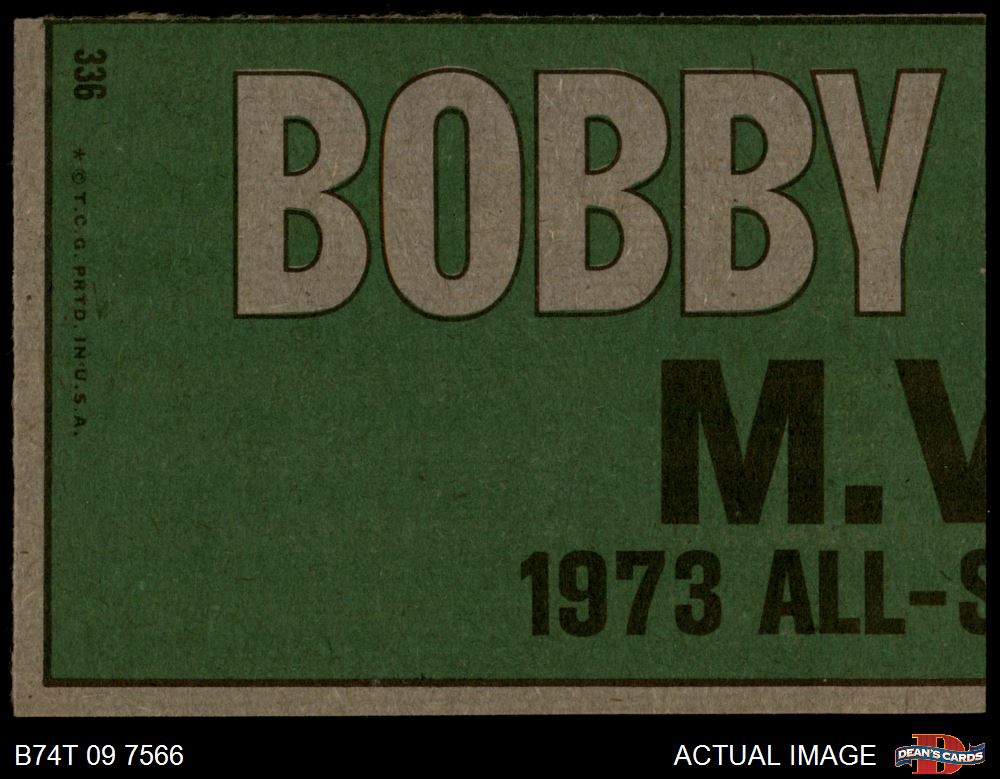 336
* © T.C.G. PRTD. IN U.S.A.
BOBBY
M.V
1973 ALL-S
B74T 09 7566
ACTUAL IMAGE
DEAN'S CARDS